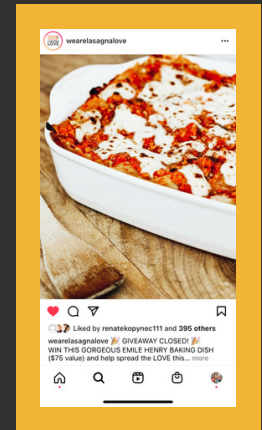 LOVE
wearelasagnalove
Liked by renatekopynec111 and 395 others
wearelasagnalove 🎉 GIVEAWAY CLOSED! 🎉
WIN THIS GORGEOUS EMILE HENRY BAKING DISH
($75 value) and help spread the LOVE this... more